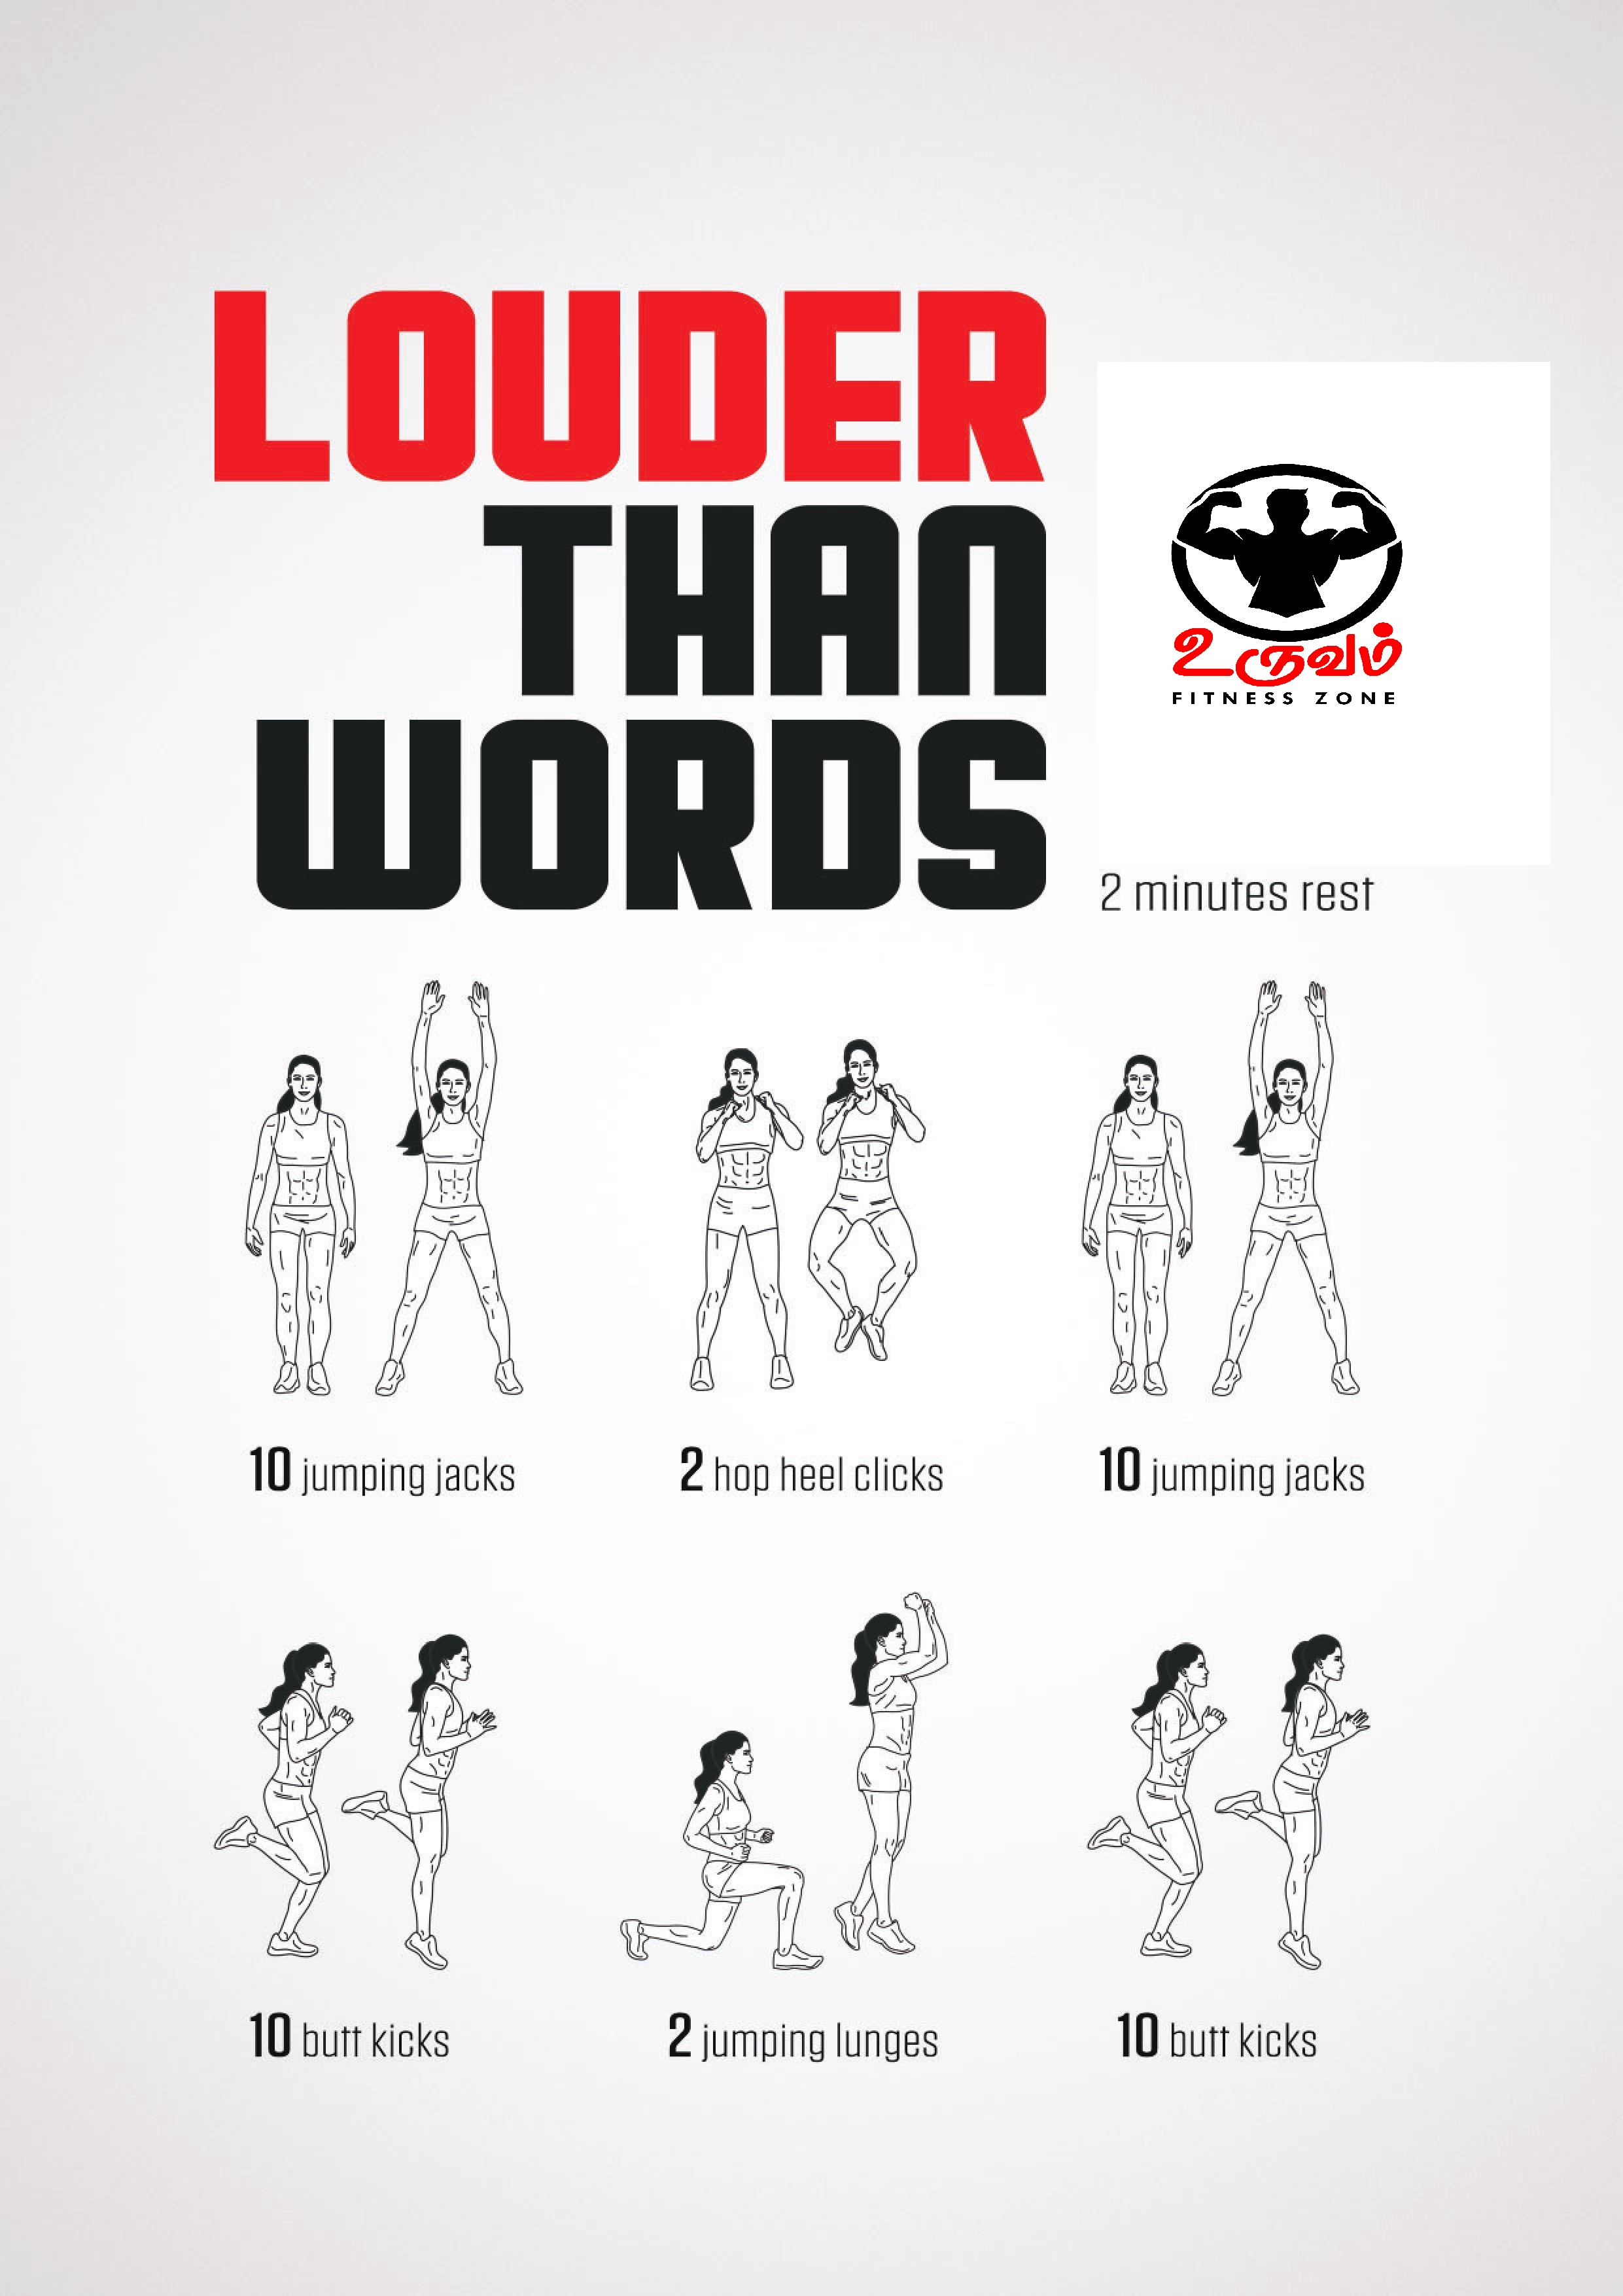 LOUDER
THAN
WORDS
உருவம்
FITNESS ZONE
2 minutes rest
10 jumping jacks
2 hop heel clicks
10 jumping jacks
10 butt kicks
2 jumping lunges
10 butt kicks